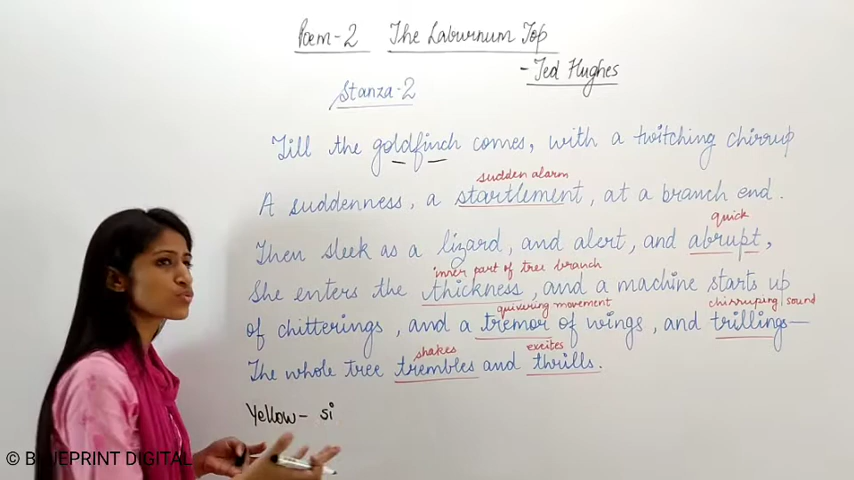 Poem-2 The Laburnum Top
- Ted Hughes
Stanza-2
Till the goldfinch comes, with a twitching chirrup
sudden alarm
A suddenness, a startlement, at a branch end.
quick
Then sleek as a lizard, and alert, and abrupt,
inner part of tree branch
She enters the thickness, and a machine starts up
quivering movement chirruping sound
of chitterings, and a tremor of wings, and trillings—
shakes excites
The whole tree trembles and thrills.
Yellow- si
© BLUEPRINT DIGITAL